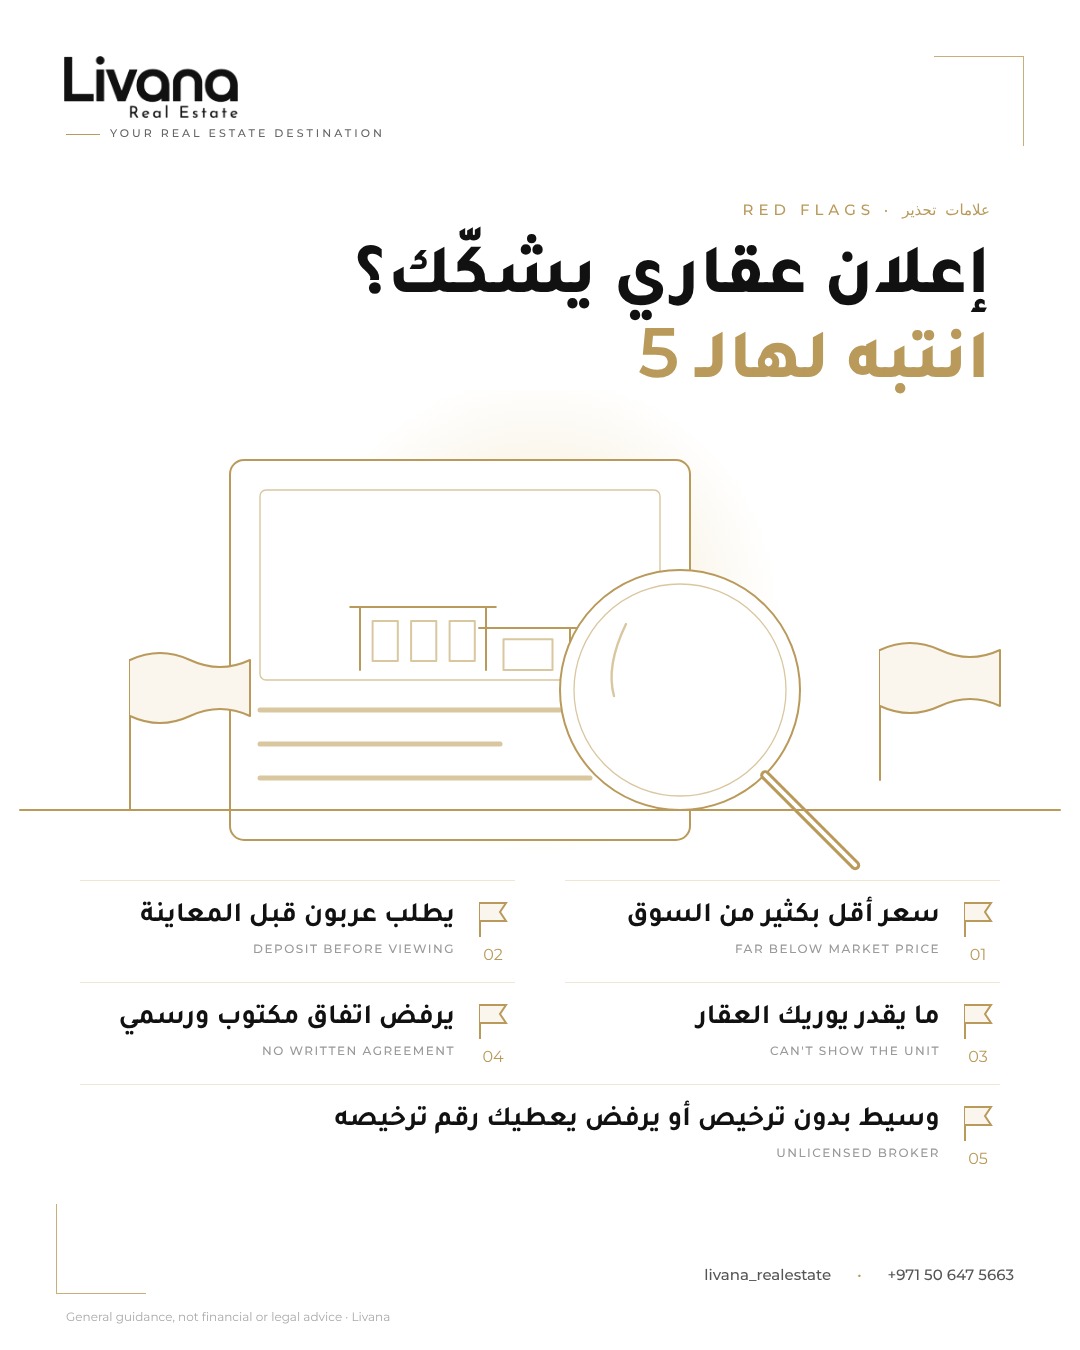 Livana
Real Estate
YOUR REAL ESTATE DESTINATION
علامات تحذير · RED FLAGS
إعلان عقاري يشكّك؟
انتبه لهالـ 5
سعر أقل بكثير من السوق
FAR BELOW MARKET PRICE
01
يطلب عربون قبل المعاينة
DEPOSIT BEFORE VIEWING
02
ما يقدر يوريك العقار
CAN'T SHOW THE UNIT
03
يرفض اتفاق مكتوب ورسمي
NO WRITTEN AGREEMENT
04
وسيط بدون ترخيص أو يرفض يعطيك رقم ترخيصه
UNLICENSED BROKER
05
livana_realestate · +971 50 647 5663
General guidance, not financial or legal advice · Livana